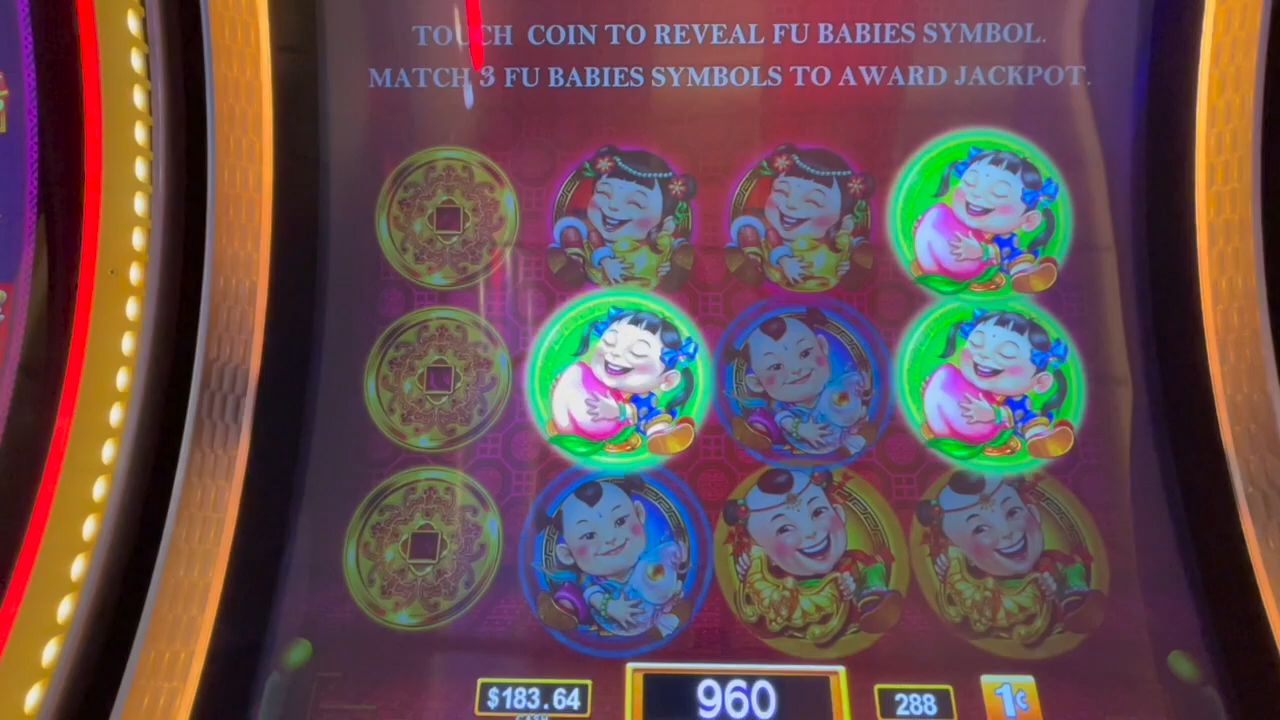 TOUCH COIN TO REVEAL FU BABIES SYMBOL.
MATCH 3 FU BABIES SYMBOLS TO AWARD JACKPOT.
$183.64 960 288 1¢
CASH